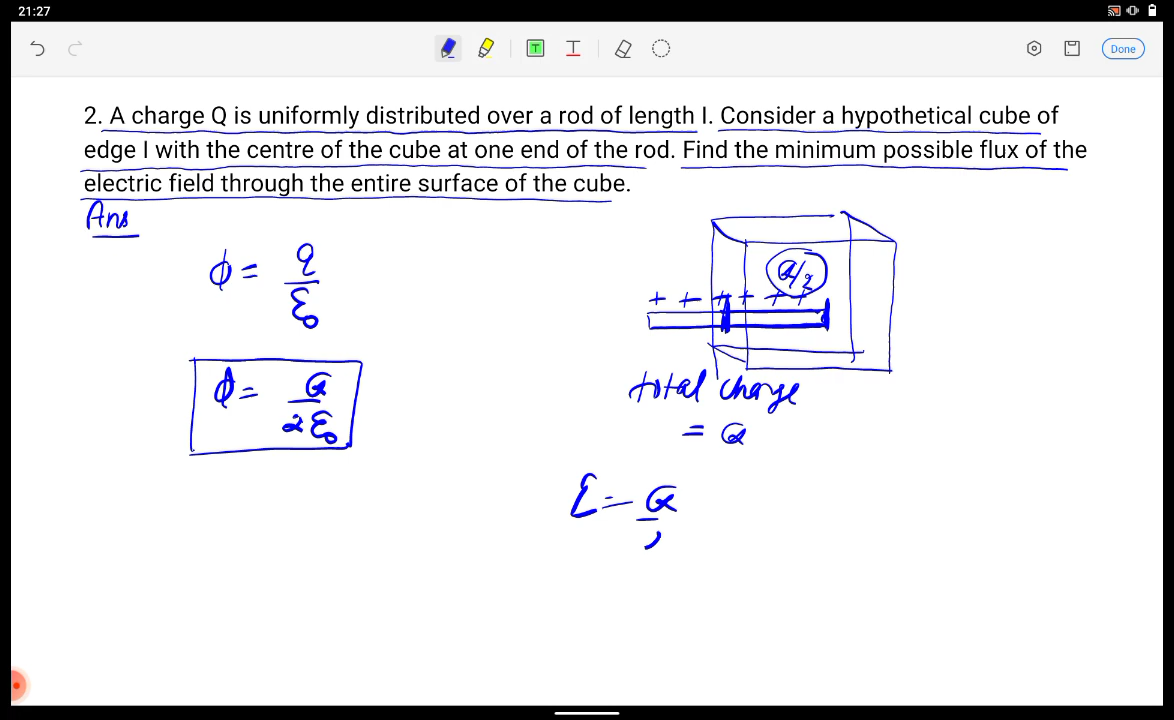 21:27
Done
2. A charge Q is uniformly distributed over a rod of length l. Consider a hypothetical cube of
edge l with the centre of the cube at one end of the rod. Find the minimum possible flux of the
electric field through the entire surface of the cube.
Ans
ϕ = q/ε₀
Q/2
+ + + + + +
ϕ = Q/2ε₀
total charge
= Q
E = Q